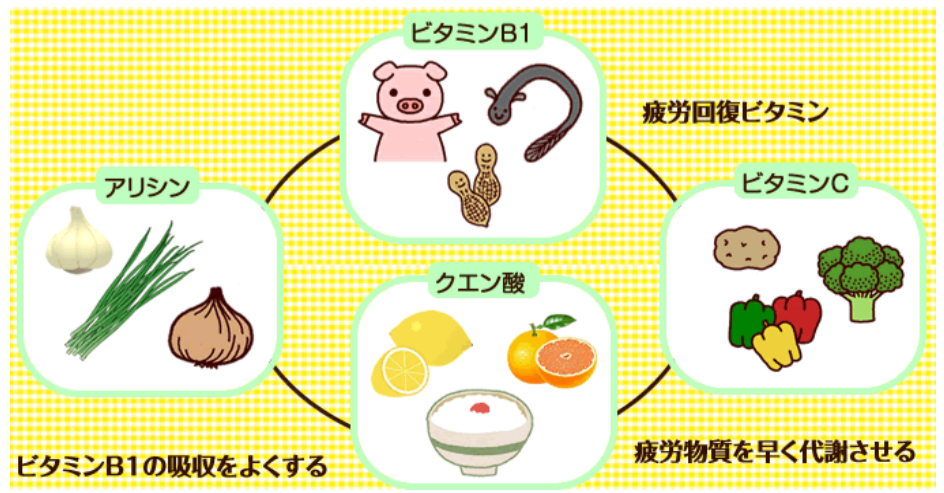 ビタミンB1
疲労回復ビタミン
アリシン
ビタミンC
クエン酸
ビタミンB1の吸収をよくする
疲労物質を早く代謝させる